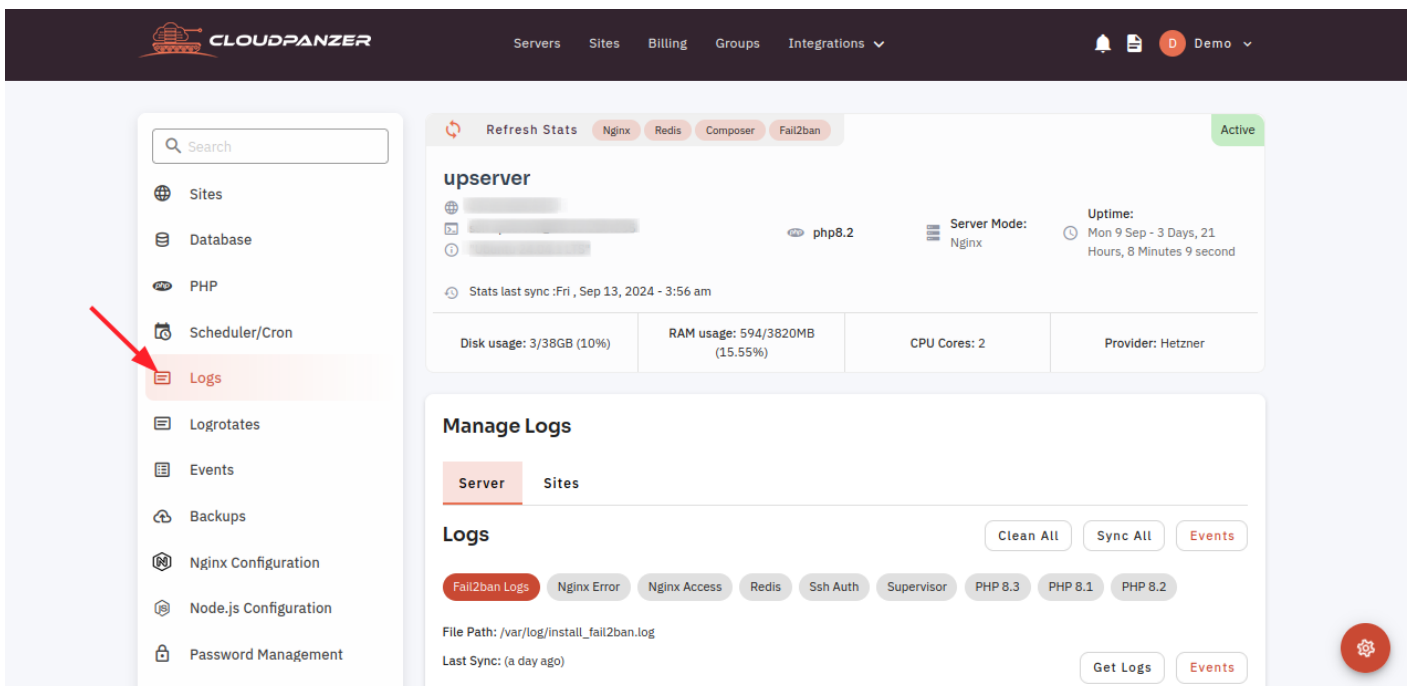 CLOUDPANZER
Servers Sites Billing Groups Integrations
D Demo
Search
Sites
Database
PHP
Scheduler/Cron
Logs
Logrotates
Events
Backups
Nginx Configuration
Node.js Configuration
Password Management
Refresh Stats Nginx Redis Composer Fail2ban
Active
upserver
php8.2
Server Mode:
Nginx
Uptime:
Mon 9 Sep - 3 Days, 21
Hours, 8 Minutes 9 second
Stats last sync :Fri , Sep 13, 2024 - 3:56 am
Disk usage: 3/38GB (10%)
RAM usage: 594/3820MB
(15.55%)
CPU Cores: 2
Provider: Hetzner
Manage Logs
Server Sites
Logs
Clean All Sync All Events
Fail2ban Logs Nginx Error Nginx Access Redis Ssh Auth Supervisor PHP 8.3 PHP 8.1 PHP 8.2
File Path: /var/log/install_fail2ban.log
Last Sync: (a day ago)
Get Logs Events